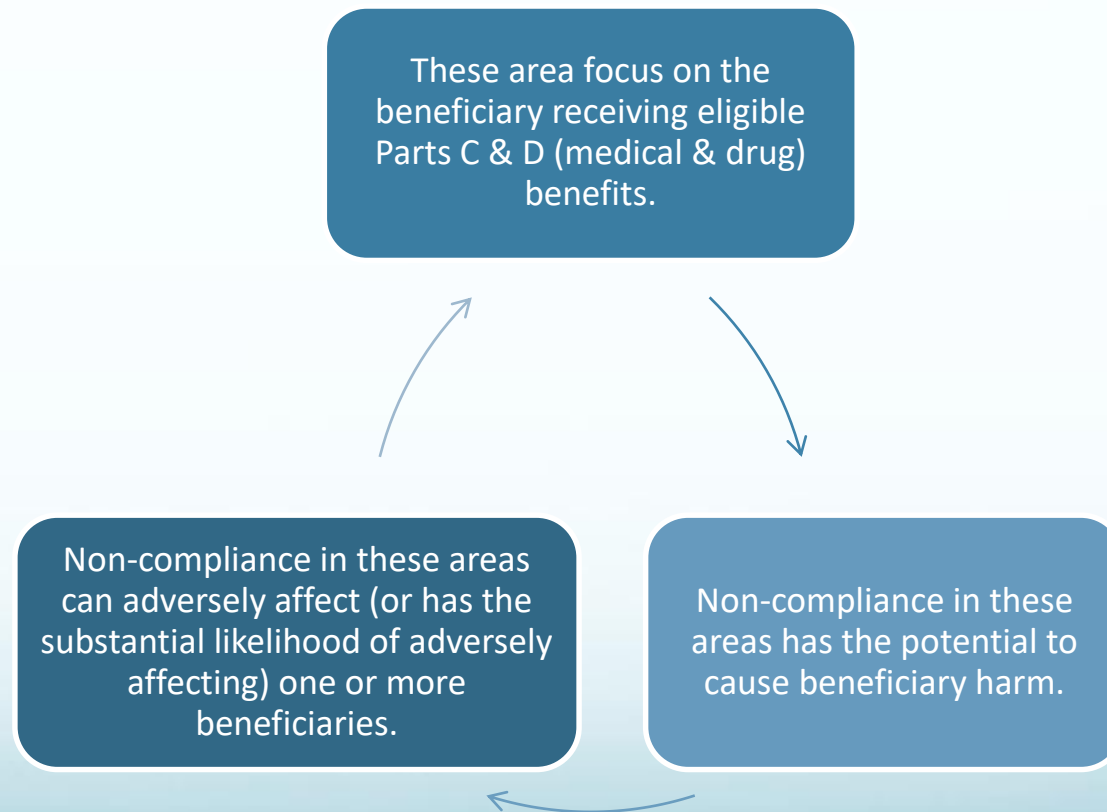 These area focus on the
beneficiary receiving eligible
Parts C & D (medical & drug)
benefits.
Non-compliance in these
areas has the potential to
cause beneficiary harm.
Non-compliance in these areas
can adversely affect (or has the
substantial likelihood of adversely
affecting) one or more
beneficiaries.